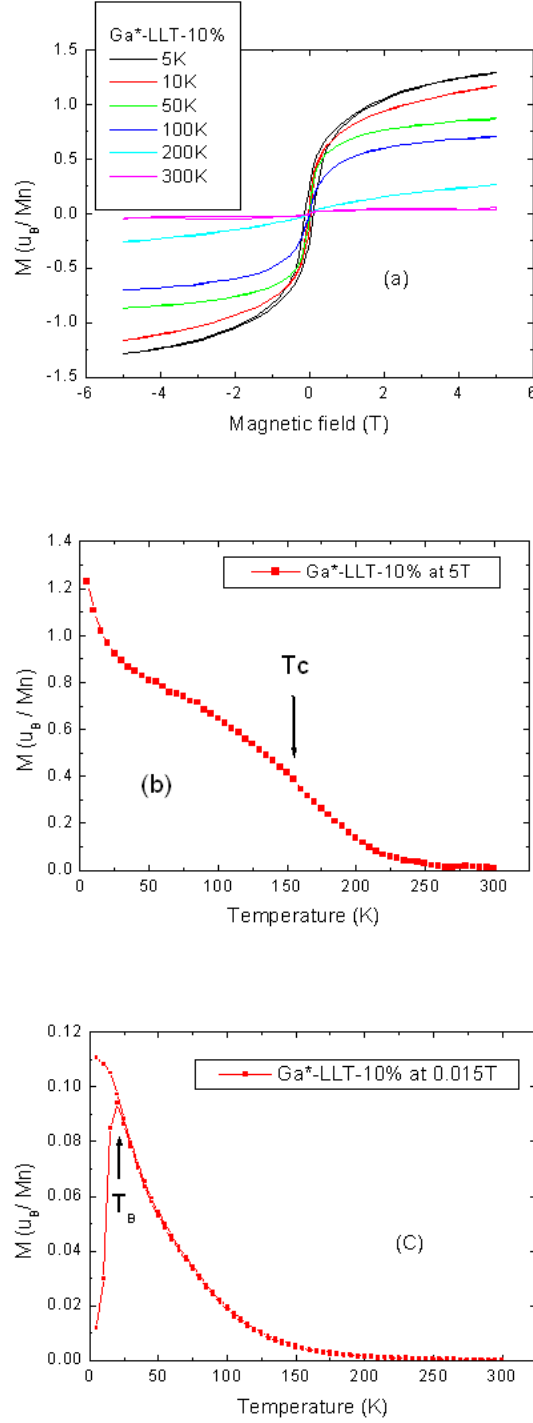 Ga*-LLT-10%
5K
10K
50K
100K
200K
300K
1.5
1.0
0.5
0.0
-0.5
-1.0
-1.5
M (u_B/ Mn)
(a)
-6 -4 -2 0 2 4 6
Magnetic field (T)
1.4
1.2
1.0
0.8
0.6
0.4
0.2
0.0
M (u_B / Mn)
Ga*-LLT-10% at 5T
Tc
(b)
0 50 100 150 200 250 300
Temperature (K)
0.12
0.10
0.08
0.06
0.04
0.02
0.00
M (u_B/ Mn)
Ga*-LLT-10% at 0.015T
T_B
(C)
0 50 100 150 200 250 300
Temperature (K)